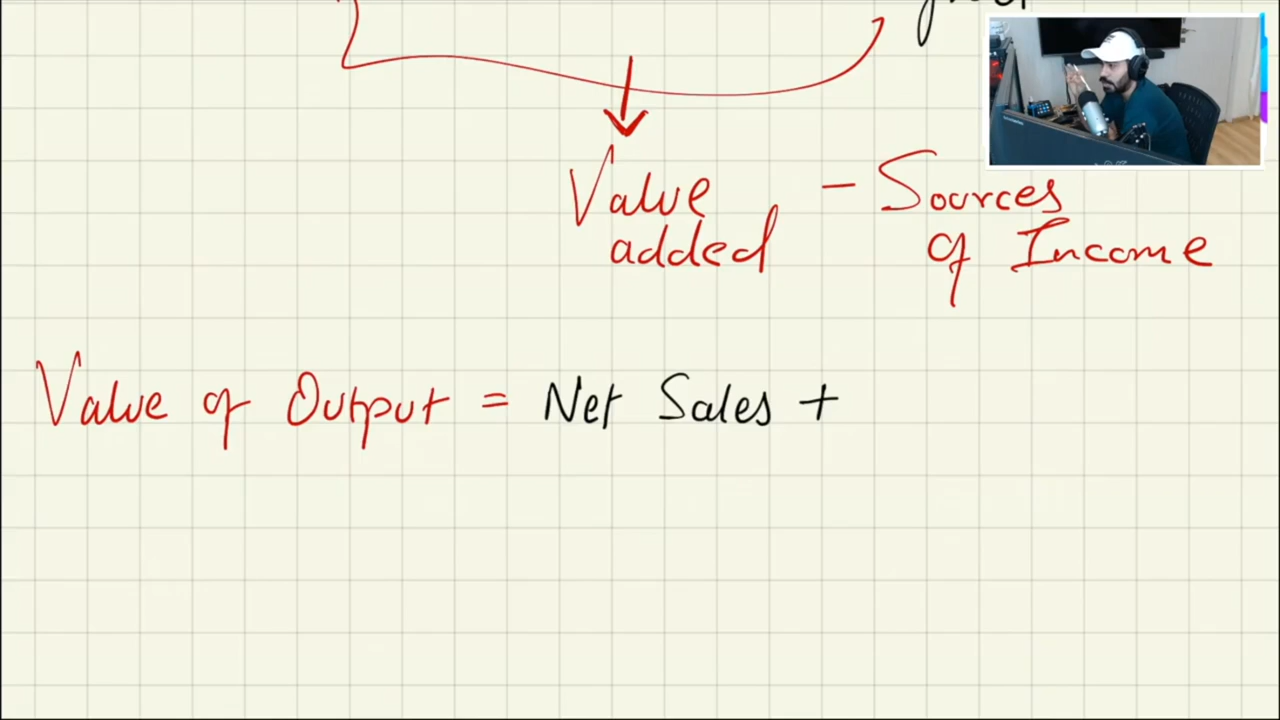 Value - Sources
added of Income
Value of Output = Net Sales +